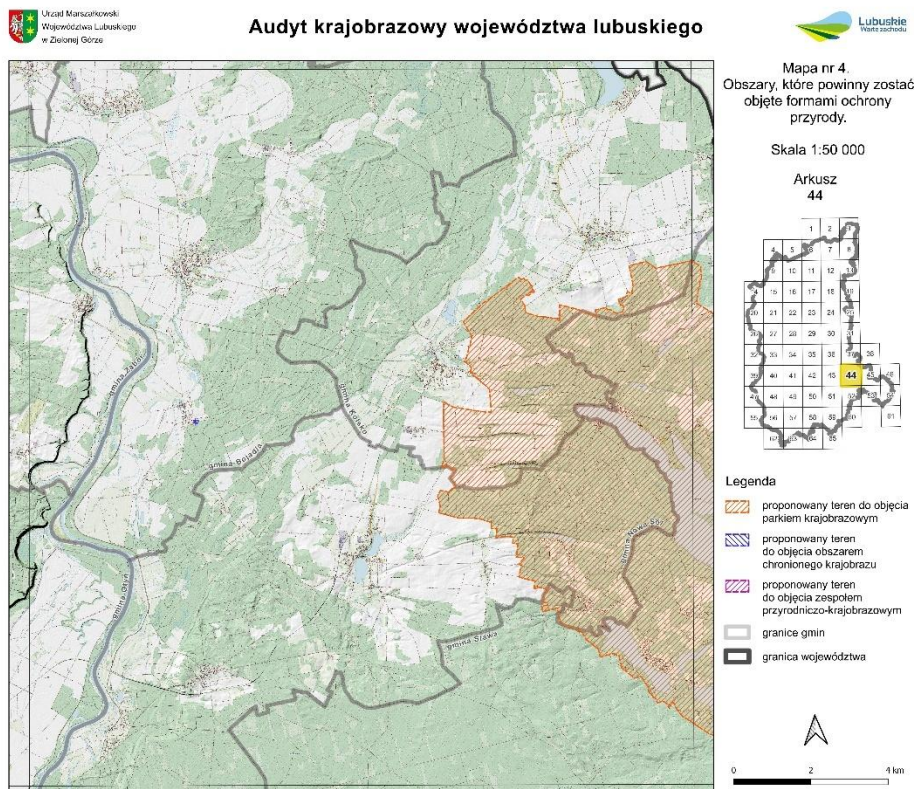 Urząd Marszałkowski
Województwa Lubuskiego
w Zielonej Górze
Audyt krajobrazowy województwa lubuskiego
Lubuskie
Warte zachodu
Mapa nr 4.
Obszary, które powinny zostać
objęte formami ochrony
przyrody.
Skala 1:50 000
Arkusz
44
1 2 3
4 5 6 7 8
9 10 11 12 13
14 15 16 17 18 19
20 21 22 23 24 25
26 27 28 29 30 31
32 33 34 35 36 37 38
39 40 41 42 43 44 45 46
47 48 49 50 51 52 53 54
55 56 57 58 59 60 61
62 63 64 65
gmina Zabór
gmina Kolsko
gmina Bojadła
gmina Nowa Sól
gmina Otyń
gmina Sława
Legenda
proponowany teren do objęcia
parkiem krajobrazowym
proponowany teren
do objęcia obszarem
chronionego krajobrazu
proponowany teren
do objęcia zespołem
przyrodniczo-krajobrazowym
granice gmin
granica województwa
0 2 4 km